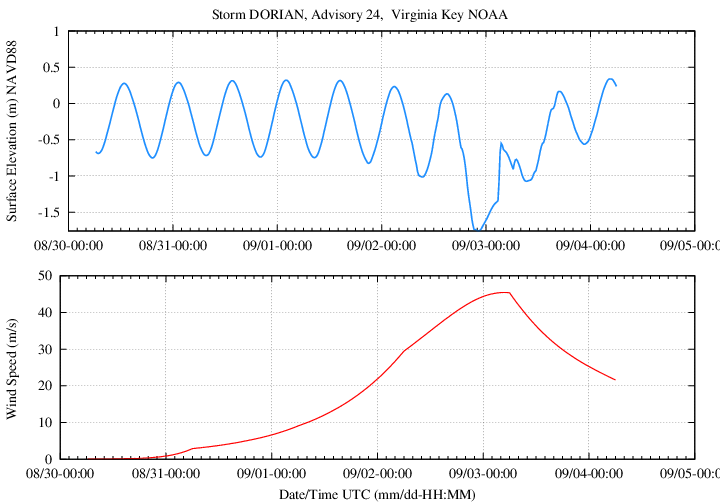 Storm DORIAN, Advisory 24,  Virginia Key NOAA
Surface Elevation (m) NAVD88
1
0.5
0
-0.5
-1
-1.5
08/30-00:00 08/31-00:00 09/01-00:00 09/02-00:00 09/03-00:00 09/04-00:00 09/05-0
Wind Speed (m/s)
50
40
30
20
10
0
08/30-00:00 08/31-00:00 09/01-00:00 09/02-00:00 09/03-00:00 09/04-00:00 09/05-0
Date/Time UTC (mm/dd-HH:MM)